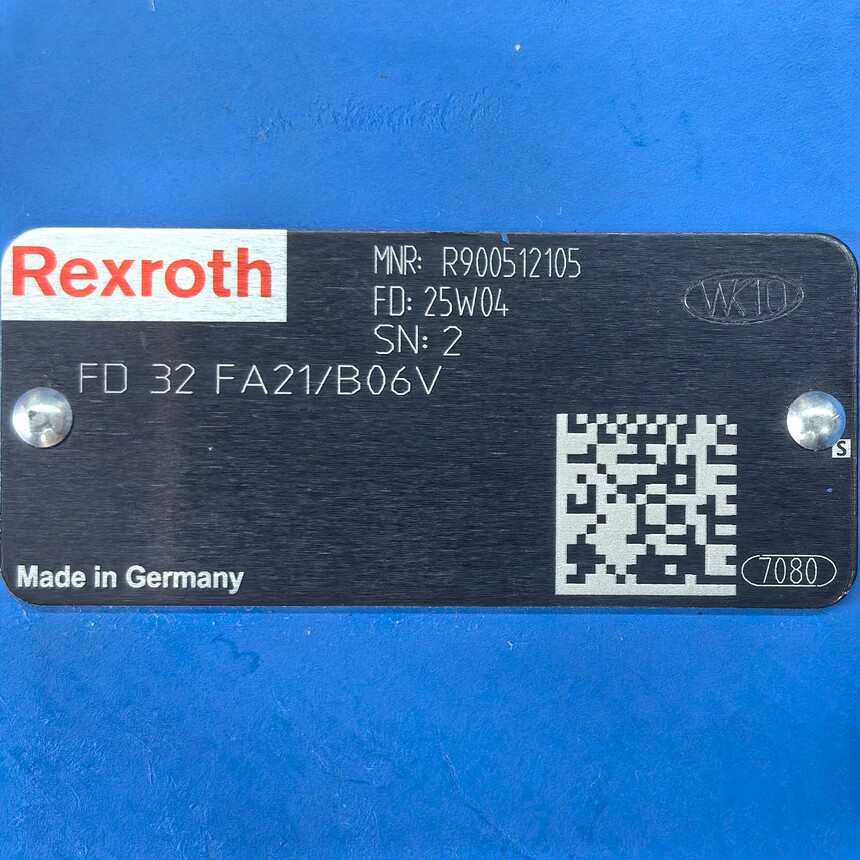 Rexroth
MNR: R900512105
FD: 25W04
SN: 2
WK10
FD 32 FA21/B06V
S
Made in Germany
7080